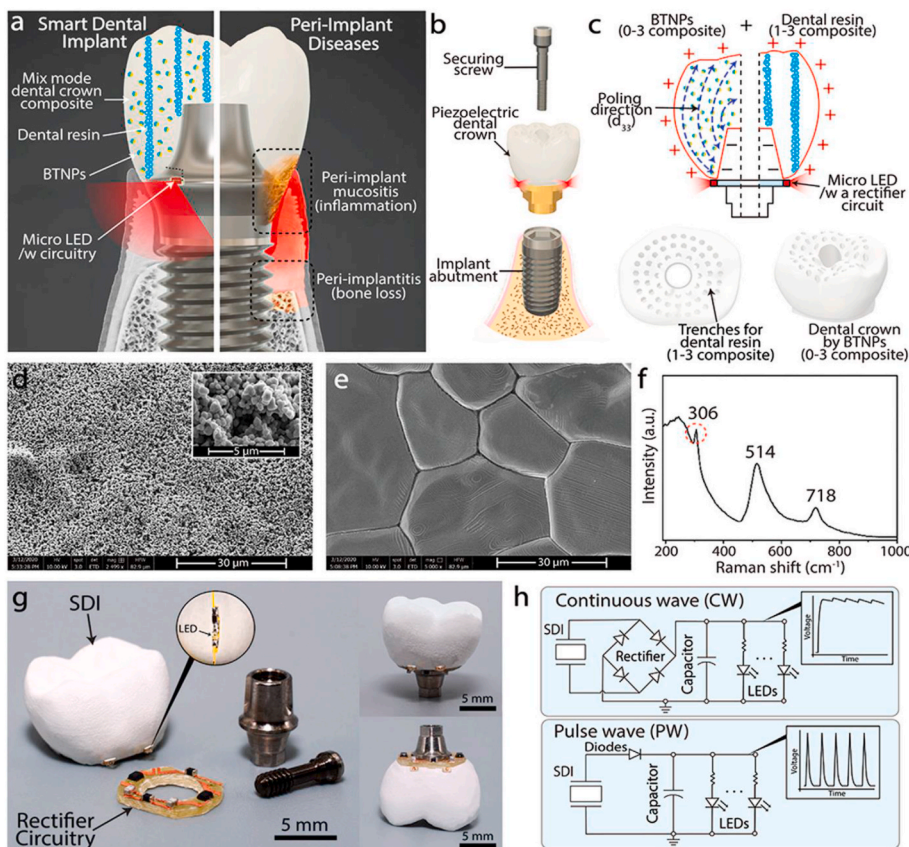 a
Smart Dental
Implant
Peri-Implant
Diseases
Mix mode
dental crown
composite
Dental resin
BTNPs
Micro LED
/w circuitry
Peri-implant
mucositis
(inflammation)
Peri-implantitis
(bone loss)
b
Securing
screw
Piezoelectric
dental
crown
Implant
abutment
c
BTNPs
(0-3 composite)
+
Dental resin
(1-3 composite)
Poling
direction
(d33)
Micro LED
/w a rectifier
circuit
Trenches for
dental resin
(1-3 composite)
Dental crown
by BTNPs
(0-3 composite)
d
5 µm
30 µm
e
30 µm
f
Intensity (a.u.)
306
514
718
200 400 600 800 1000
Raman shift (cm⁻¹)
g
SDI
LED
Rectifier
Circuitry
5 mm
5 mm
5 mm
h
Continuous wave (CW)
SDI
Rectifier
Capacitor
LEDs
Voltage
Time
Pulse wave (PW)
Diodes
SDI
Capacitor
LEDs
Voltage
Time